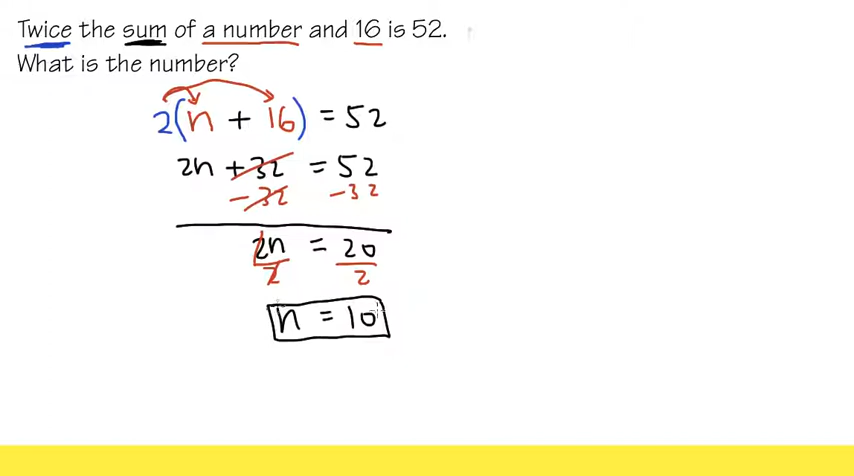 Twice the sum of a number and 16 is 52.
What is the number?
2(n + 16) = 52
2n + 32 = 52
- 32 - 32
2n = 20
2 2
n = 10